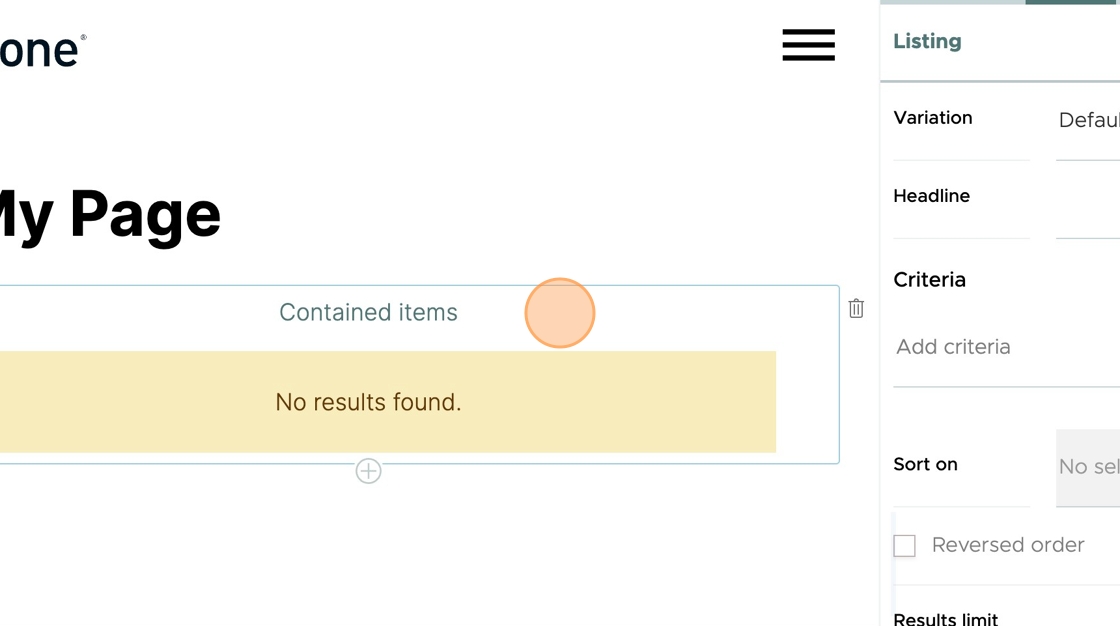 one®
My Page
Contained items
No results found.
Listing
Variation
Defaul
Headline
Criteria
Add criteria
Sort on
No sel
Reversed order
Results limit